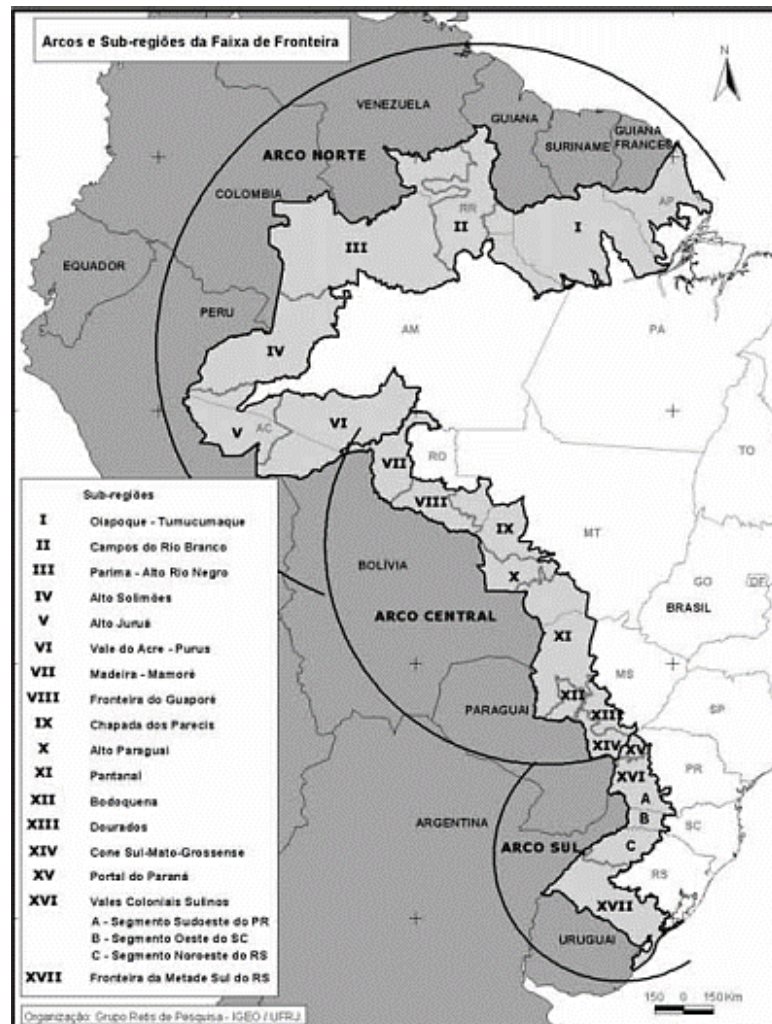 Arcos e Sub-regiões da Faixa de Fronteira
N
VENEZUELA
GUIANA
SURINAME
GUIANA
FRANCES
ARCO NORTE
COLOMBIA
RR
AP
II
I
III
EQUADOR
PERU
AM
PA
IV
V
AC
VI
VII
RO
TO
VIII
IX
MT
BOLÍVIA
X
GO
DF
BRASIL
ARCO CENTRAL
XI
MS
XII
SP
PARAGUAI
XIII
XIV
XV
XVI
PR
A
B
SC
ARGENTINA
ARCO SUL
C
RS
XVII
URUGUAI
Sub-regiões
I Oiapoque - Tumucumaque
II Campos do Rio Branco
III Parima - Alto Rio Negro
IV Alto Solimões
V Alto Juruá
VI Vale do Acre - Purus
VII Madeira - Mamoré
VIII Fronteira do Guaporé
IX Chapada dos Parecis
X Alto Paraguai
XI Pantanal
XII Bodoquena
XIII Dourados
XIV Cone Sul-Mato-Grossense
XV Portal do Paraná
XVI Vales Coloniais Sulinos
A - Segmento Sudoeste do PR
B - Segmento Oeste do SC
C - Segmento Noroeste do RS
XVII Fronteira da Metade Sul do RS
150 0 150 Km
Organização: Grupo Retis de Pesquisa - IGEO / UFRJ